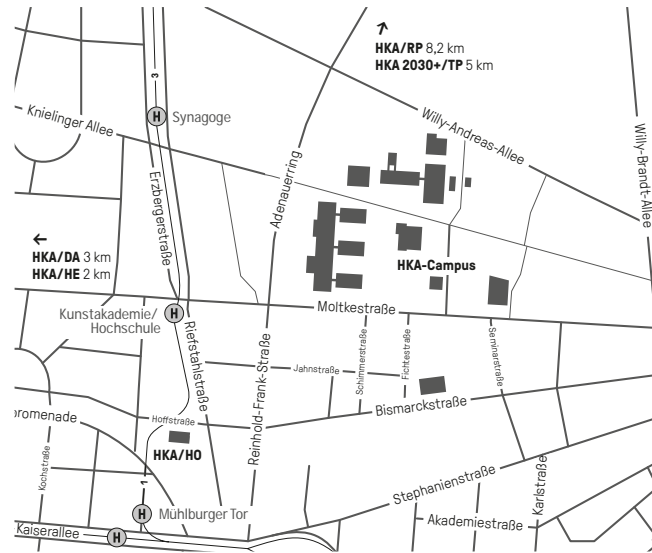 HKA/RP 8,2 km
HKA 2030+/TP 5 km
3
H
Synagoge
Knielinger Allee
Willy-Andreas-Allee
Willy-Brandt-Allee
Erzbergerstraße
Adenauerring
HKA/DA 3 km
HKA/HE 2 km
HKA-Campus
Moltkestraße
H
Kunstakademie/
Hochschule
Riefstahlstraße
Reinhold-Frank-Straße
Jahnstraße
Schimmerstraße
Fichtestraße
Seminarstraße
Bismarckstraße
promenade
Hoffstraße
HKA/HO
Kochstraße
1
H
Mühlburger Tor
Stephanienstraße
Karlstraße
Akademiestraße
Kaiserallee
H